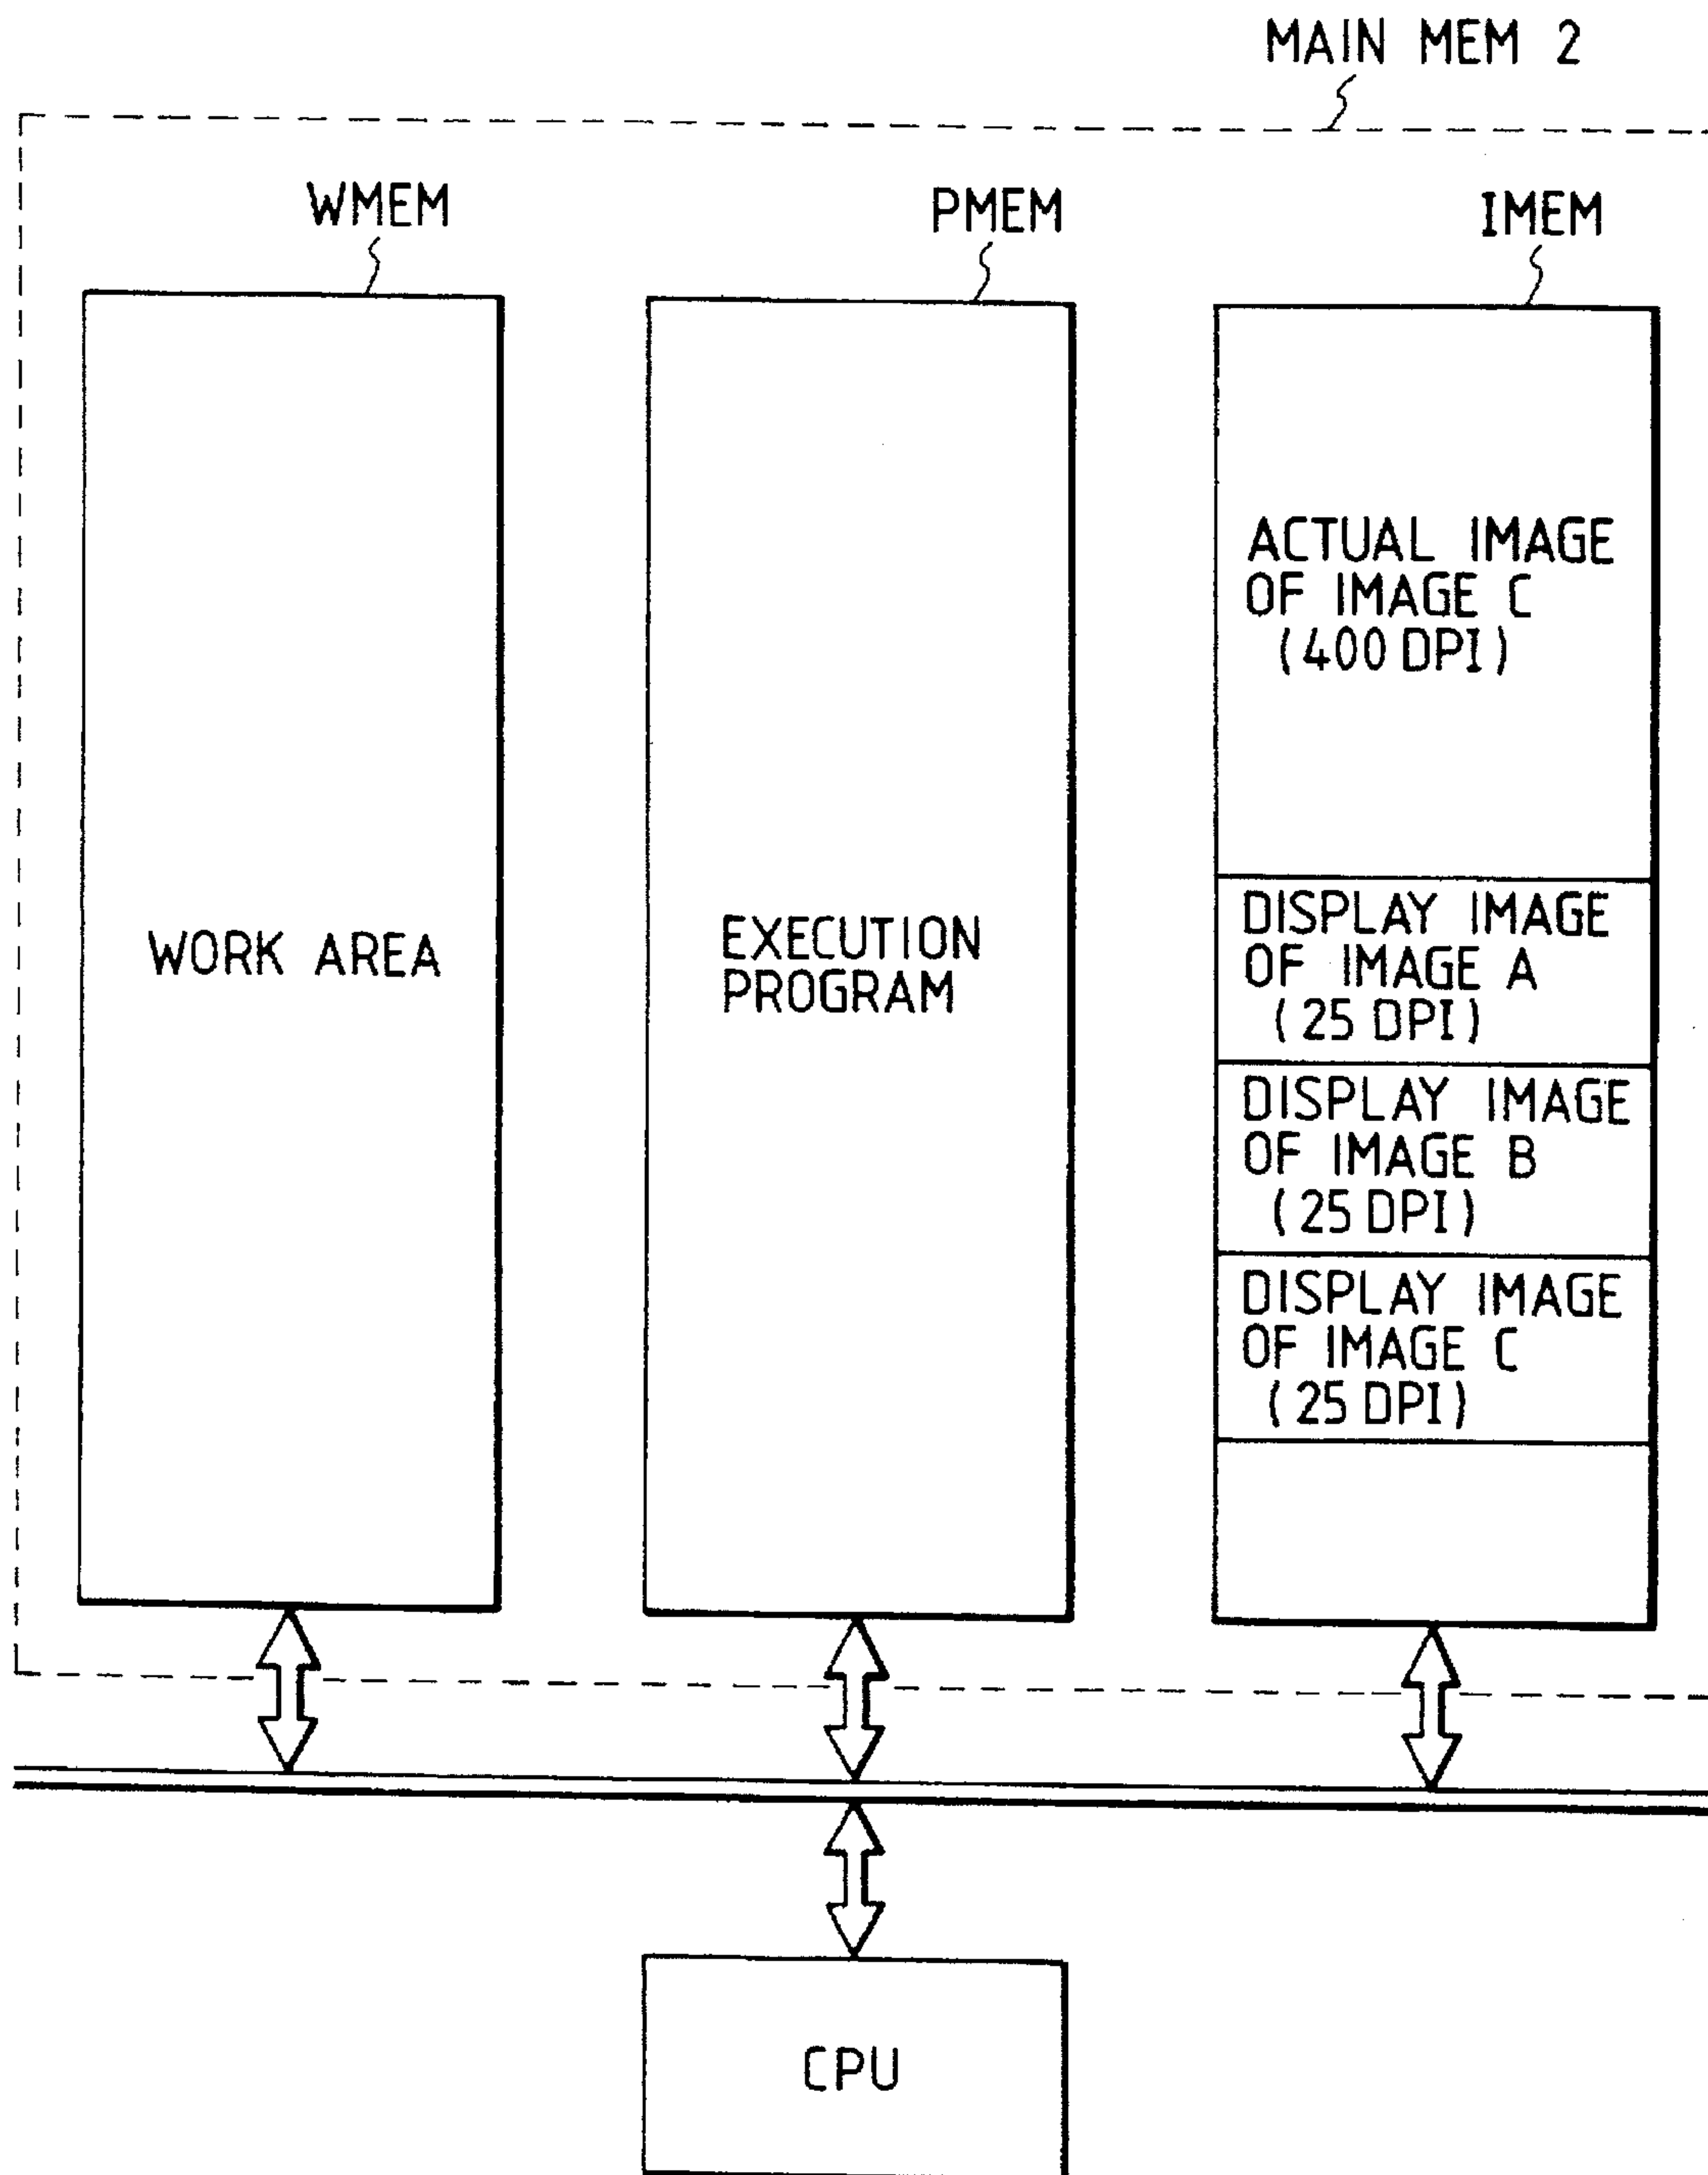 MAIN MEM 2
WMEM
PMEM
IMEM
WORK AREA
EXECUTION
PROGRAM
ACTUAL IMAGE
OF IMAGE C
(400 DPI)
DISPLAY IMAGE
OF IMAGE A
(25 DPI)
DISPLAY IMAGE
OF IMAGE B
(25 DPI)
DISPLAY IMAGE
OF IMAGE C
(25 DPI)
CPU